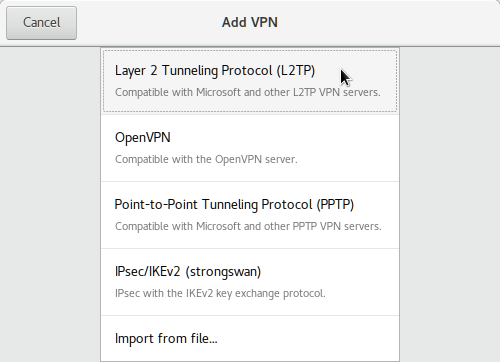 Cancel
Add VPN
Layer 2 Tunneling Protocol (L2TP)
Compatible with Microsoft and other L2TP VPN servers.
OpenVPN
Compatible with the OpenVPN server.
Point-to-Point Tunneling Protocol (PPTP)
Compatible with Microsoft and other PPTP VPN servers.
IPsec/IKEv2 (strongswan)
IPsec with the IKEv2 key exchange protocol.
Import from file...